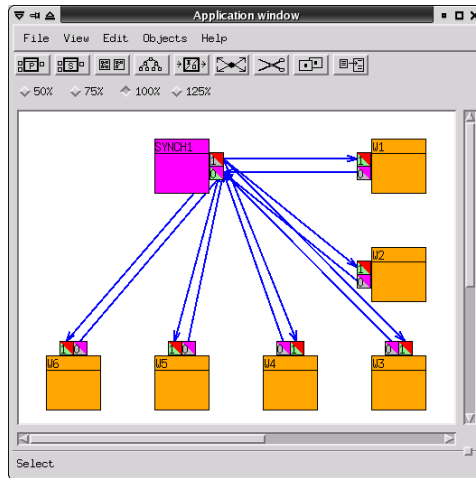 Application window
File View Edit Objects Help
P S
50% 75% 100% 125%
SYNCH1
1
0
W1
1
0
W2
1
0
1 0
W6
1 0
W5
0 1
W4
0 1
W3
Select